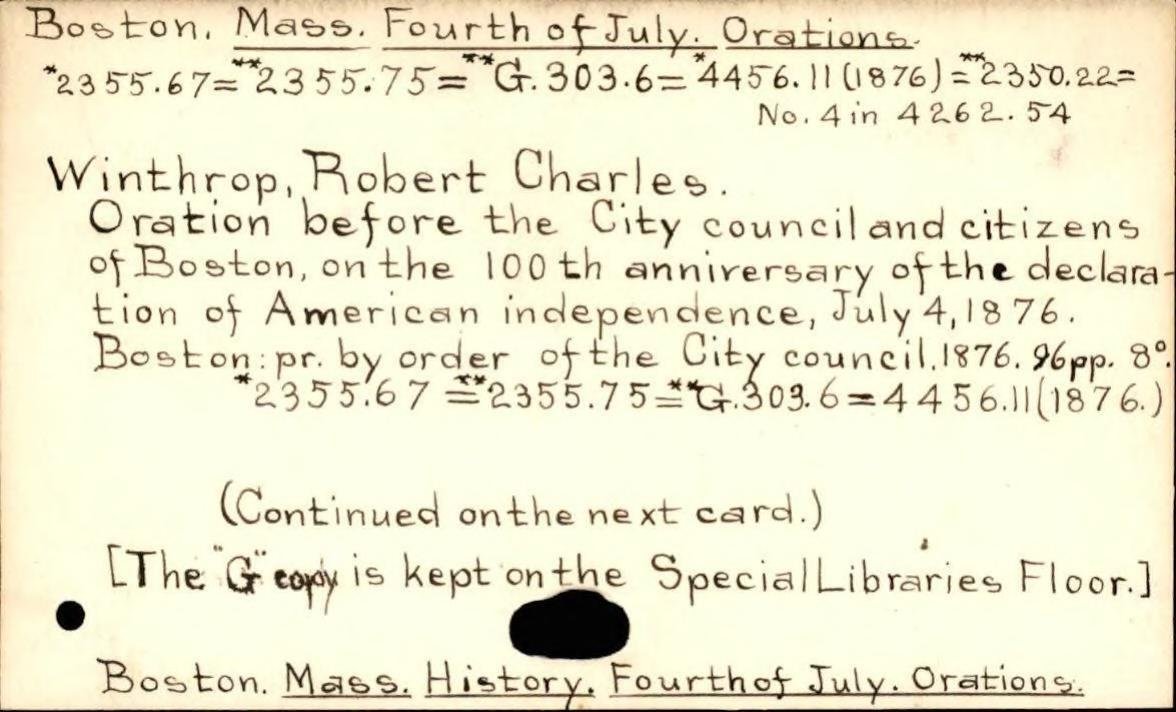 Boston. Mass. Fourth of July. Orations.
*2355.67=**2355.75=**G.303.6=*4456.11(1876)=**2350.22=
No. 4 in 4262.54
Winthrop, Robert Charles.
Oration before the City council and citizens
of Boston, on the 100th anniversary of the declara-
tion of American independence, July 4, 1876.
Boston: pr. by order of the City council. 1876. 96pp. 8°.
*2355.67=**2355.75=**G.303.6=4456.11(1876.)
(Continued on the next card.)
[The "G" copy is kept on the Special Libraries Floor.]
Boston. Mass. History. Fourth of July. Orations.